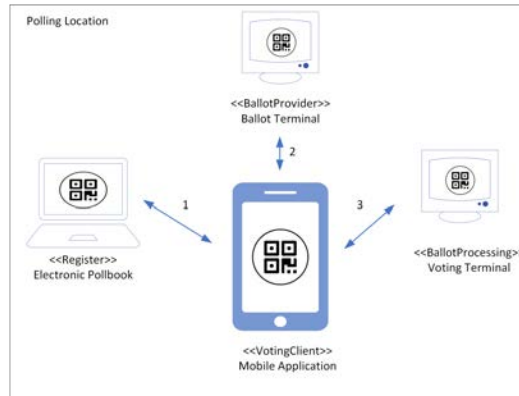 Polling Location
<<BallotProvider>>
Ballot Terminal
2
1
3
<<Register>>
Electronic Pollbook
<<BallotProcessing>
Voting Terminal
<<VotingClient>>
Mobile Application